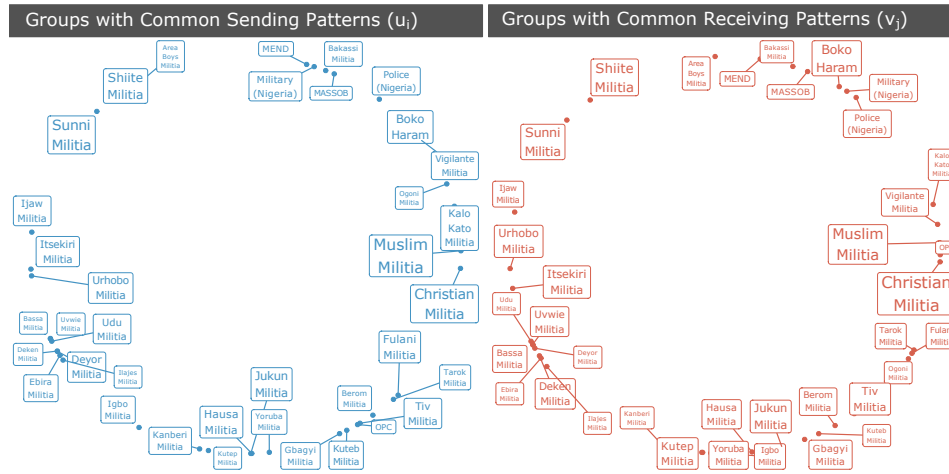 Groups with Common Sending Patterns (ui)
Area
Boys
Militia
Shiite
Militia
Sunni
Militia
MEND
Bakassi
Militia
Military
(Nigeria)
MASSOB
Police
(Nigeria)
Boko
Haram
Vigilante
Militia
Ogoni
Militia
Kalo
Kato
Militia
Muslim
Militia
Christian
Militia
Ijaw
Militia
Itsekiri
Militia
Urhobo
Militia
Bassa
Militia
Uvwie
Militia
Udu
Militia
Deken
Militia
Deyor
Militia
Ilajes
Militia
Ebira
Militia
Igbo
Militia
Kanberi
Militia
Hausa
Militia
Kutep
Militia
Jukun
Militia
Yoruba
Militia
Gbagyi
Militia
Kuteb
Militia
Berom
Militia
OPC
Tiv
Militia
Tarok
Militia
Fulani
Militia
Groups with Common Receiving Patterns (vj)
Shiite
Militia
Sunni
Militia
Area
Boys
Militia
MEND
Bakassi
Militia
MASSOB
Boko
Haram
Military
(Nigeria)
Police
(Nigeria)
Kalo
Kato
Militia
Vigilante
Militia
Muslim
Militia
OPC
Christian
Militia
Ijaw
Militia
Urhobo
Militia
Itsekiri
Militia
Udu
Militia
Uvwie
Militia
Bassa
Militia
Deyor
Militia
Ebira
Militia
Deken
Militia
Ilajes
Militia
Kanberi
Militia
Kutep
Militia
Hausa
Militia
Yoruba
Militia
Jukun
Militia
Igbo
Militia
Berom
Militia
Gbagyi
Militia
Kuteb
Militia
Tiv
Militia
Tarok
Militia
Fulani
Militia
Ogoni
Militia